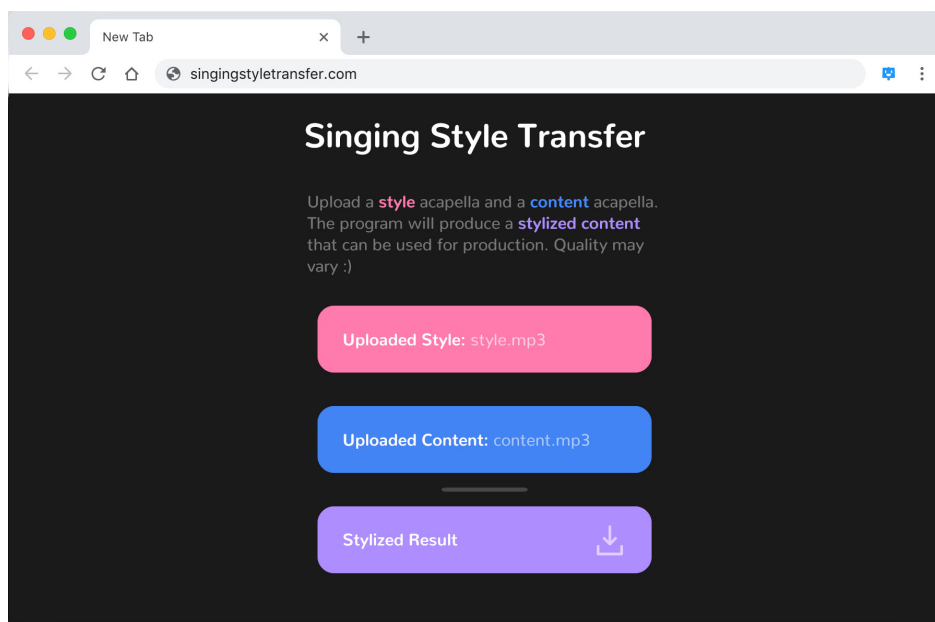 New Tab
singingstyletransfer.com
Singing Style Transfer
Upload a style acapella and a content acapella.
The program will produce a stylized content
that can be used for production. Quality may
vary :)
Uploaded Style: style.mp3
Uploaded Content: content.mp3
Stylized Result